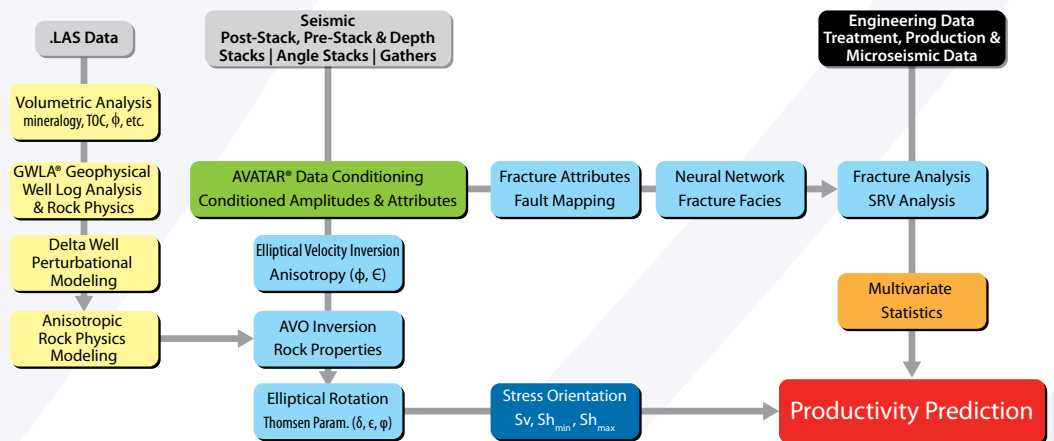 .LAS Data
Seismic
Post-Stack, Pre-Stack & Depth
Stacks | Angle Stacks | Gathers
Engineering Data
Treatment, Production &
Microseismic Data
Volumetric Analysis
mineralogy, TOC, ϕ, etc.
GWLA® Geophysical
Well Log Analysis
& Rock Physics
AVATAR® Data Conditioning
Conditioned Amplitudes & Attributes
Fracture Attributes
Fault Mapping
Neural Network
Fracture Facies
Fracture Analysis
SRV Analysis
Delta Well
Perturbational
Modeling
Elliptical Velocity Inversion
Anisotropy (ϕ, Є)
Multivariate
Statistics
Anisotropic
Rock Physics
Modeling
AVO Inversion
Rock Properties
Elliptical Rotation
Thomsen Param. (δ, ϵ, φ)
Stress Orientation
Sv, Sh_min, Sh_max
Productivity Prediction